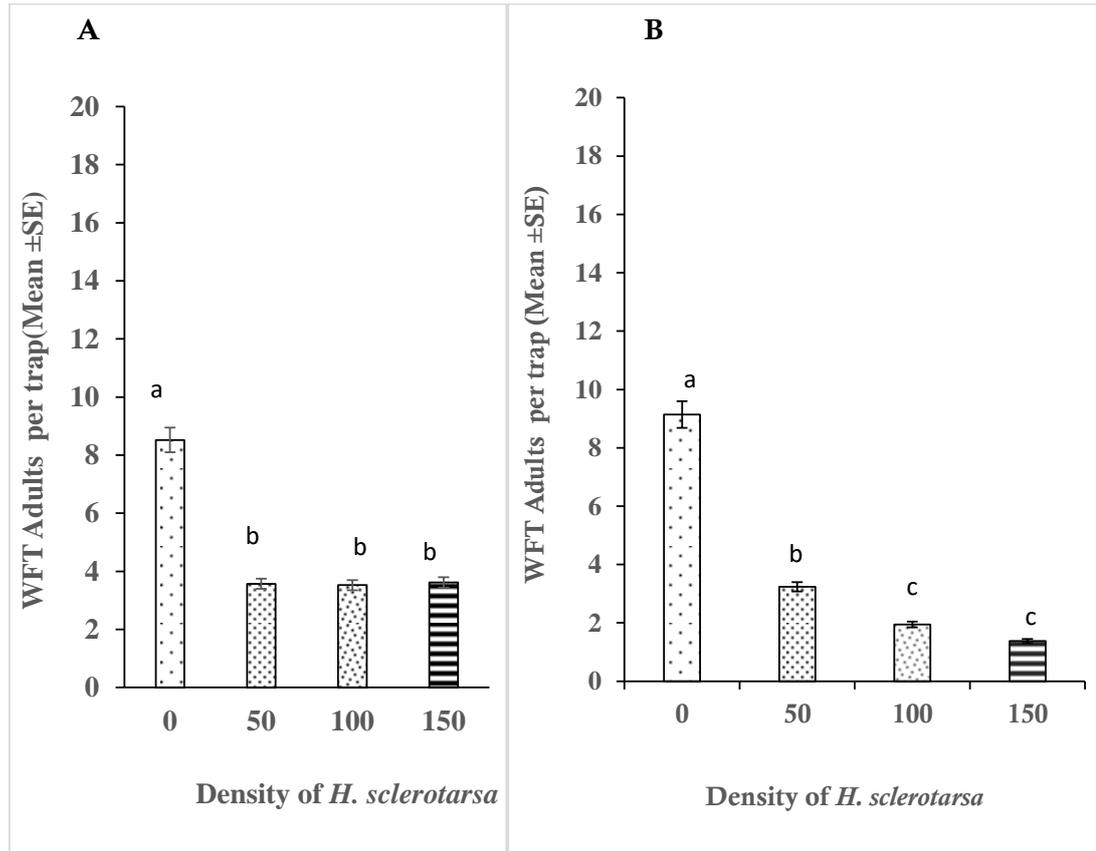 A
WFT Adults per trap(Mean ±SE)
20
18
16
14
12
10
8
6
4
2
0
a
b
b
b
0 50 100 150
Density of H. sclerotarsa
B
WFT Adults per trap (Mean ±SE)
20
18
16
14
12
10
8
6
4
2
0
a
b
c
c
0 50 100 150
Density of H. sclerotarsa